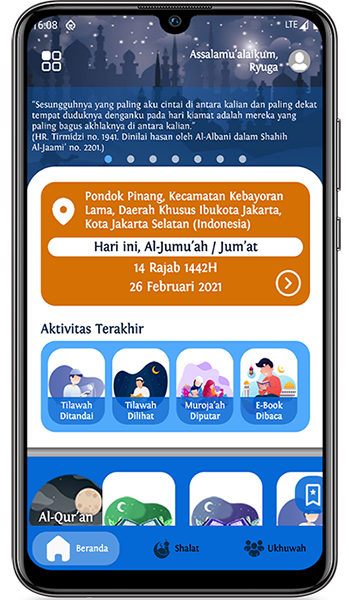 16:08
LTE
Assalamu'alaikum,
Ryuga
"Sesungguhnya yang paling aku cintai di antara kalian dan paling dekat
tempat duduknya denganku pada hari kiamat adalah mereka yang
paling bagus akhlaknya di antara kalian."
(HR. Tirmidzi no. 1941. Dinilai hasan oleh Al-Albani dalam Shahih
Al-Jaami' no. 2201.)
Pondok Pinang, Kecamatan Kebayoran
Lama, Daerah Khusus Ibukota Jakarta,
Kota Jakarta Selatan (Indonesia)
Hari ini, Al-Jumu'ah / Jum'at
14 Rajab 1442H
26 Februari 2021
Aktivitas Terakhir
Tilawah
Ditandai
Tilawah
Dilihat
Muroja'ah
Diputar
E-Book
Dibaca
Al-Qur'an
Beranda
Shalat
Ukhuwah